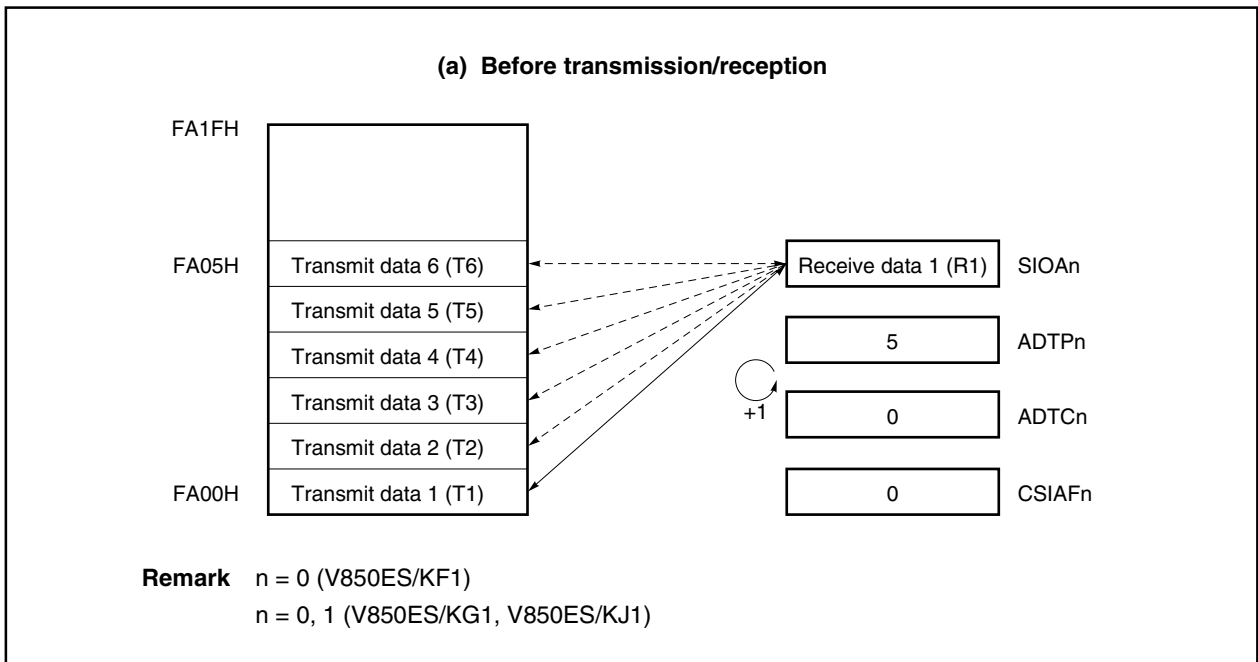 (a) Before transmission/reception
FA1FH
FA05H
Transmit data 6 (T6)
Receive data 1 (R1)
SIOAn
Transmit data 5 (T5)
5
ADTPn
Transmit data 4 (T4)
Transmit data 3 (T3)
+1
0
ADTCn
Transmit data 2 (T2)
FA00H
Transmit data 1 (T1)
0
CSIAFn
Remark n = 0 (V850ES/KF1)
n = 0, 1 (V850ES/KG1, V850ES/KJ1)